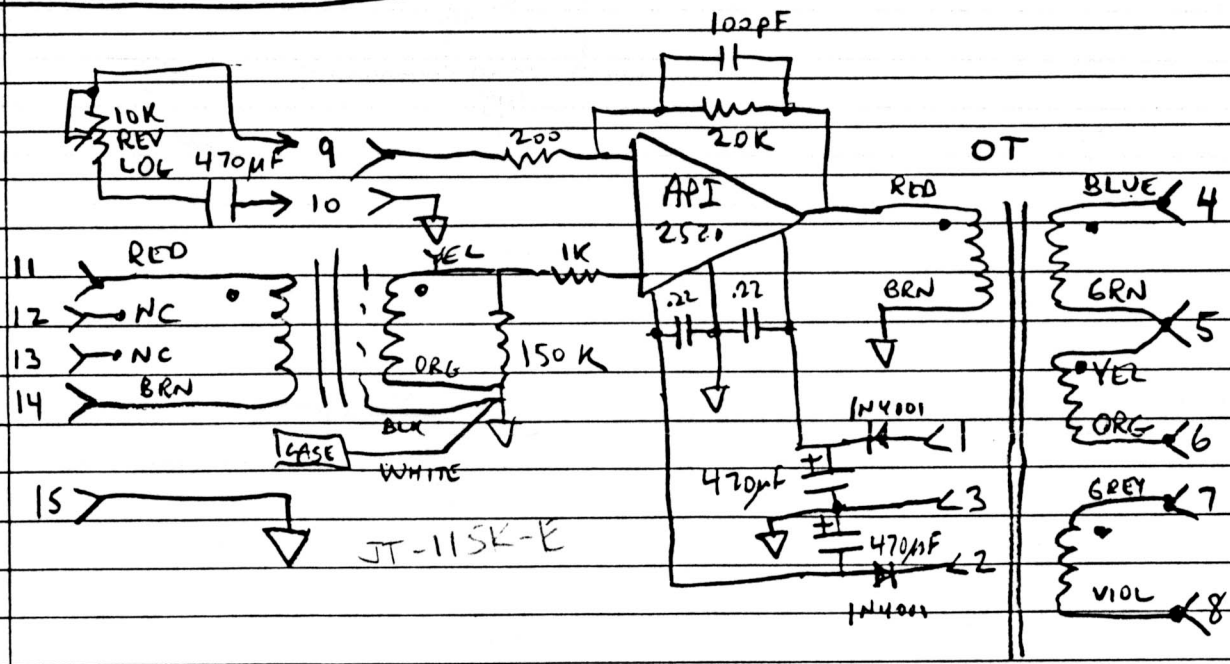 100pF
10K
REV
LOG
470µF
9
200
20K
OT
10
API
2520
RED
BLUE
4
11
RED
YEL
1K
12
NC
.22
.22
BRN
GRN
5
13
NC
ORG
150K
YEL
14
BRN
BLK
1N4001
1
ORG
6
CASE
WHITE
470µF
3
GREY
7
15
JT-115K-E
470µF
2
1N4001
VIOL
8